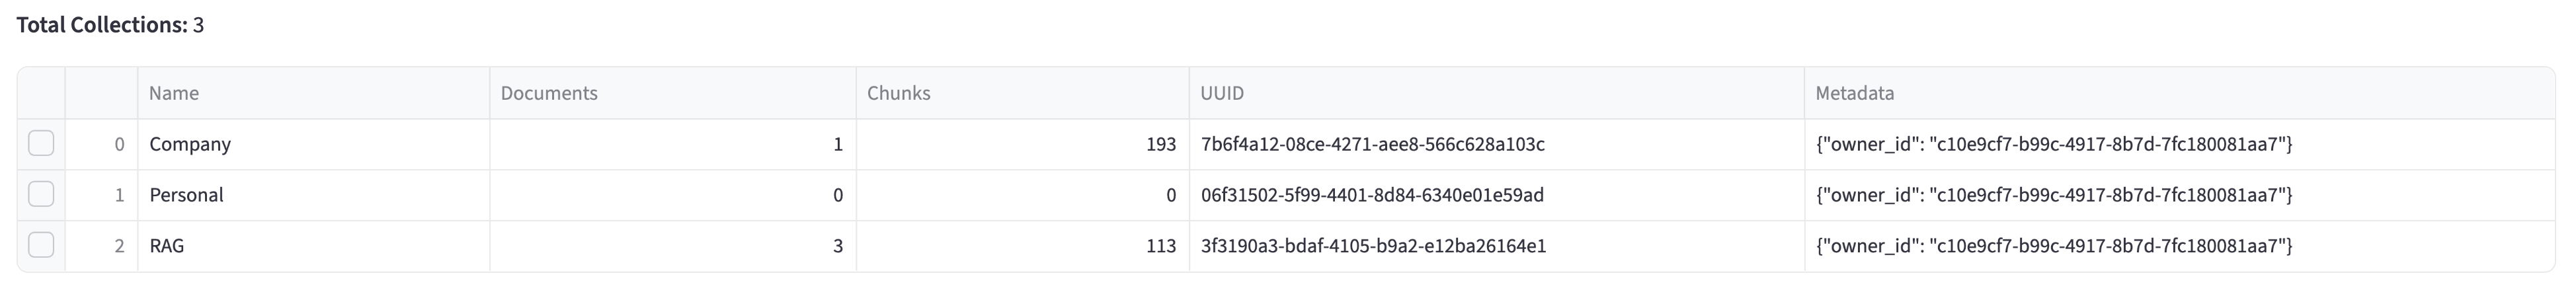 Total Collections: 3
Name Documents Chunks UUID Metadata
0 Company 1 193 7b6f4a12-08ce-4271-aee8-566c628a103c {"owner_id": "c10e9cf7-b99c-4917-8b7d-7fc180081aa7"}
1 Personal 0 0 06f31502-5f99-4401-8d84-6340e01e59ad {"owner_id": "c10e9cf7-b99c-4917-8b7d-7fc180081aa7"}
2 RAG 3 113 3f3190a3-bdaf-4105-b9a2-e12ba26164e1 {"owner_id": "c10e9cf7-b99c-4917-8b7d-7fc180081aa7"}